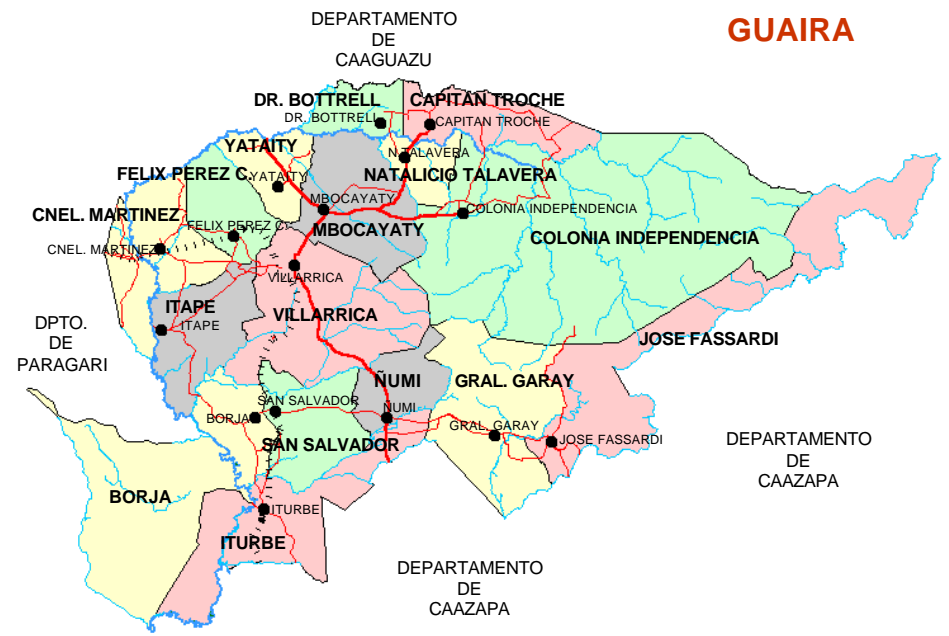 DEPARTAMENTO
DE
CAAGUAZU
GUAIRA
DR. BOTTRELL
CAPITAN TROCHE
DR. BOTTRELL
CAPITAN TROCHE
YATAITY
N.TALAVERA
FELIX PEREZ C.
YATAITY
NATALICIO TALAVERA
MBOCAYATY
CNEL. MARTINEZ
COLONIA INDEPENDENCIA
FELIX PEREZ C.
MBOCAYATY
COLONIA INDEPENDENCIA
CNEL. MARTINEZ
VILLARRICA
ITAPE
VILLARRICA
ITAPE
DPTO.
DE
PARAGARI
JOSE FASSARDI
ÑUMI
GRAL. GARAY
SAN SALVADOR
BORJA
ÑUMI
GRAL. GARAY
SAN SALVADOR
JOSE FASSARDI
DEPARTAMENTO
DE
CAAZAPA
BORJA
ITURBE
ITURBE
DEPARTAMENTO
DE
CAAZAPA